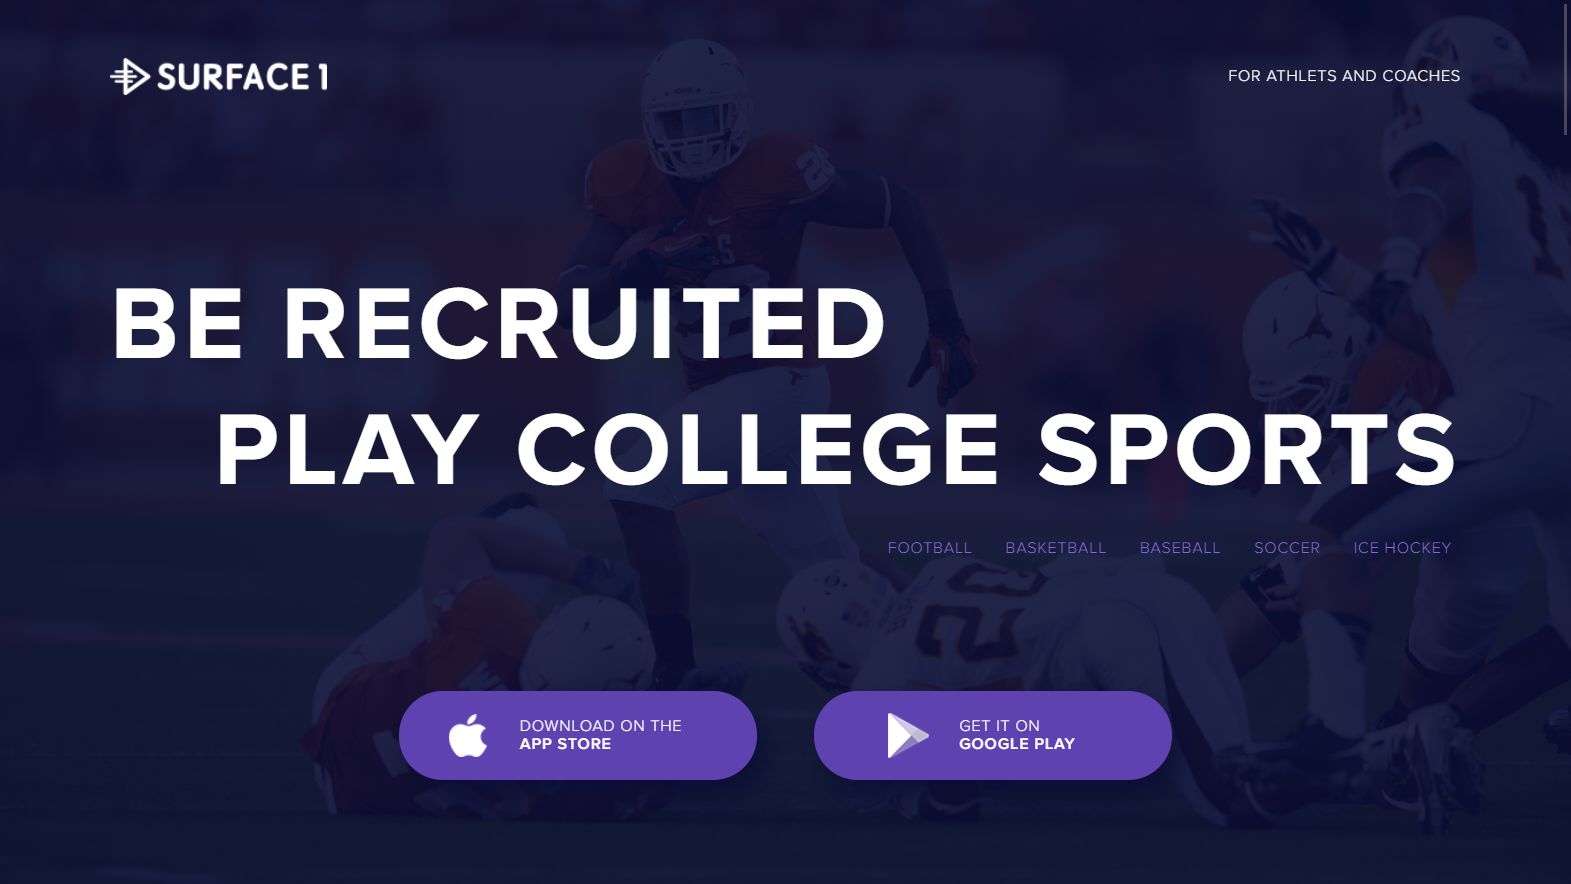 SURFACE 1
FOR ATHLETS AND COACHES
BE RECRUITED
PLAY COLLEGE SPORTS
FOOTBALL BASKETBALL BASEBALL SOCCER ICE HOCKEY
DOWNLOAD ON THE
APP STORE
GET IT ON
GOOGLE PLAY